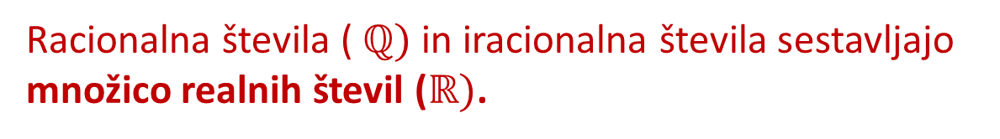 Racionalna števila ( ℚ) in iracionalna števila sestavljajo
množico realnih števil (ℝ).